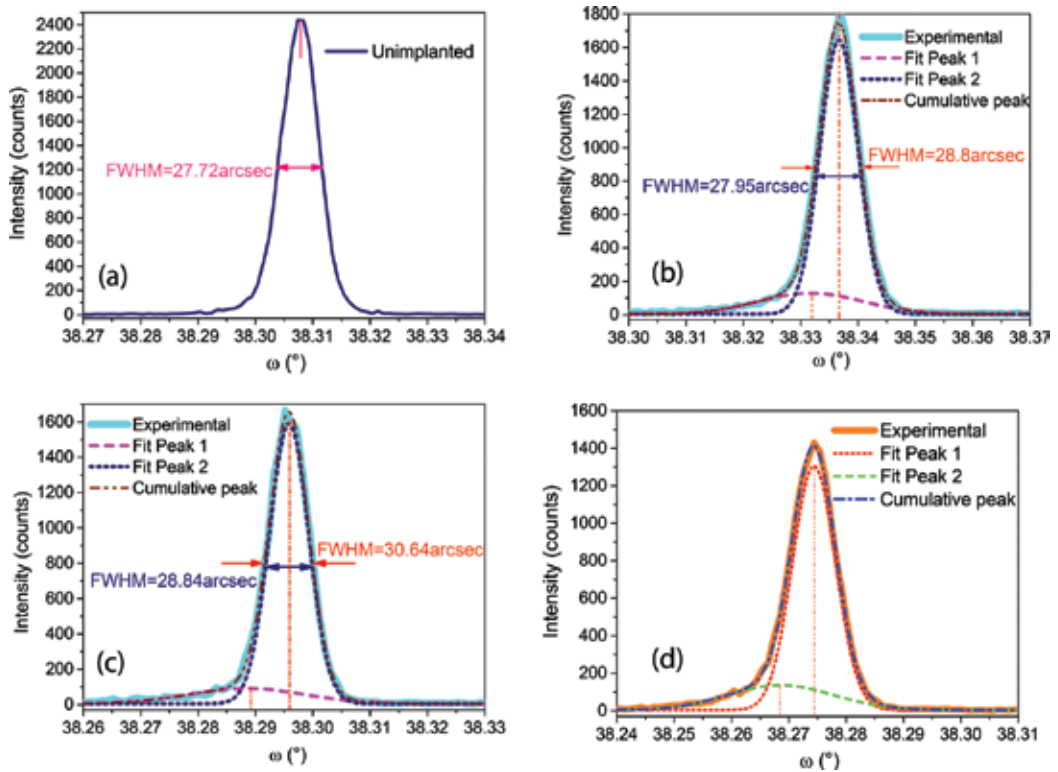 2400
2200
2000
1800
1600
1400
1200
1000
800
600
400
200
0
Intensity (counts)
Unimplanted
FWHM=27.72arcsec
(a)
38.27 38.28 38.29 38.30 38.31 38.32 38.33 38.34
ω (°)
1800
1600
1400
1200
1000
800
600
400
200
0
Intensity (counts)
Experimental
Fit Peak 1
Fit Peak 2
Cumulative peak
FWHM=28.8arcsec
FWHM=27.95arcsec
(b)
38.30 38.31 38.32 38.33 38.34 38.35 38.36 38.37
ω (°)
1600
1400
1200
1000
800
600
400
200
0
Intensity (counts)
Experimental
Fit Peak 1
Fit Peak 2
Cumulative peak
FWHM=30.64arcsec
FWHM=28.84arcsec
(c)
38.26 38.27 38.28 38.29 38.30 38.31 38.32 38.33
ω (°)
1600
1400
1200
1000
800
600
400
200
0
Intensity (counts)
Experimental
Fit Peak 1
Fit Peak 2
Cumulative peak
(d)
38.24 38.25 38.26 38.27 38.28 38.29 38.30 38.31
ω (°)